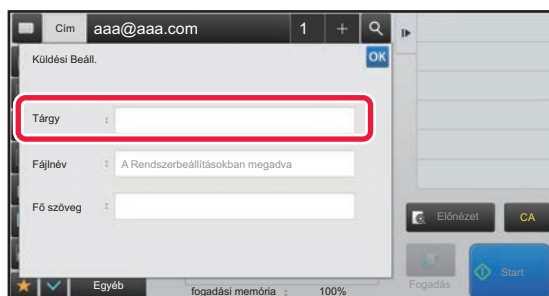 Cím aaa@aaa.com 1 +
Küldési Beáll. OK
Tárgy :
Fájlnév : A Rendszerbeállításokban megadva
Fő szöveg :
Előnézet CA
Egyéb
fogadási memória : 100%
Fogadás
Start